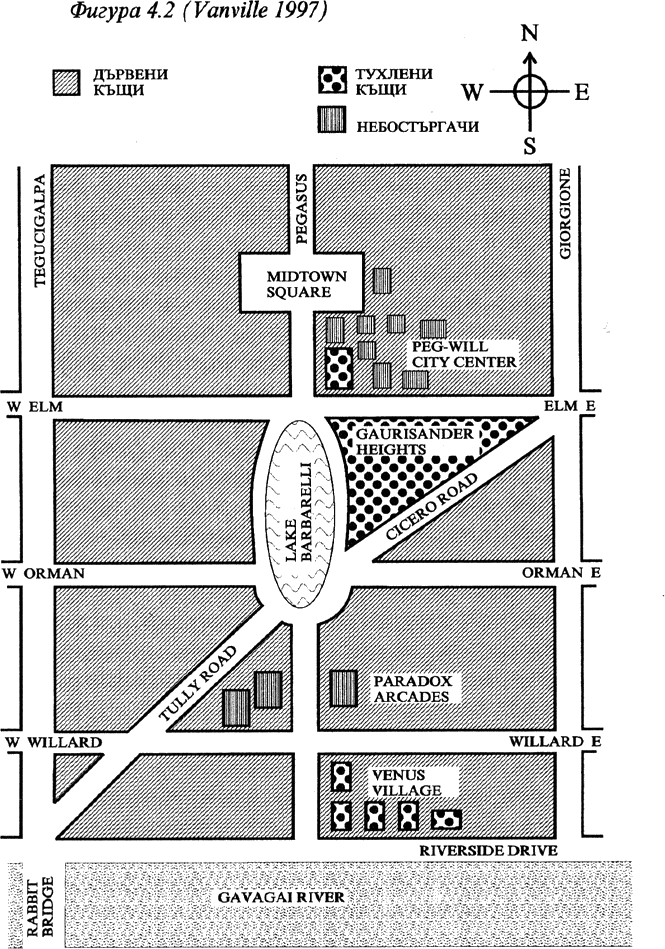 Фигура 4.2 (Vanville 1997)
ДЪРВЕНИ
КЪЩИ
ТУХЛЕНИ
КЪЩИ
НЕБОСТЪРГАЧИ
N
W
E
S
TEGUCIGALPA
PEGASUS
GIORGIONE
MIDTOWN
SQUARE
PEG-WILL
CITY CENTER
W ELM
ELM E
GAURISANDER
HEIGHTS
LAKE
BARBARELLI
CICERO ROAD
W ORMAN
ORMAN E
TULLY ROAD
PARADOX
ARCADES
W WILLARD
WILLARD E
VENUS
VILLAGE
RIVERSIDE DRIVE
RABBIT
BRIDGE
GAVAGAI RIVER